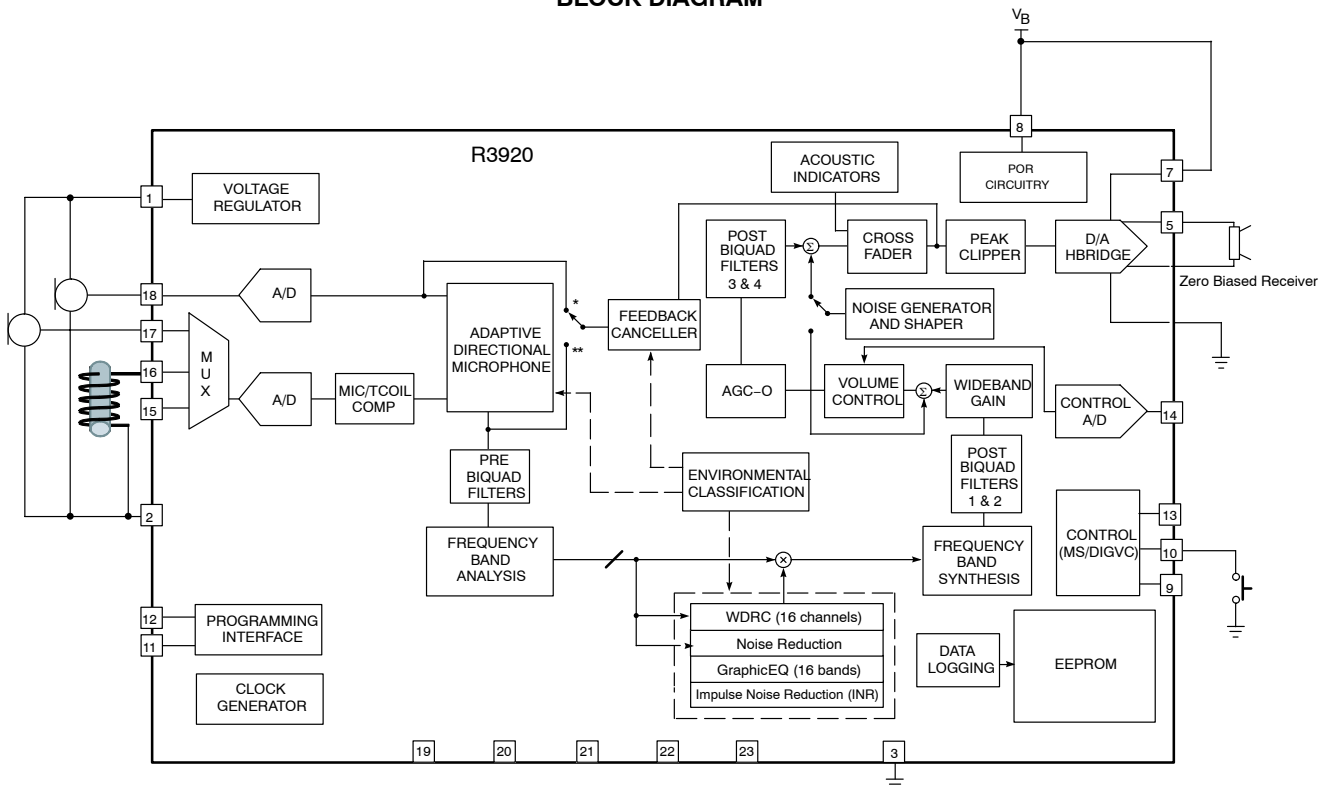 BLOCK DIAGRAM
VB
8
R3920
ACOUSTIC
INDICATORS
POR
CIRCUITRY
7
1
VOLTAGE
REGULATOR
5
POST
BIQUAD
FILTERS
3 & 4
Σ
CROSS
FADER
PEAK
CLIPPER
D/A
HBRIDGE
Zero Biased Receiver
18
A/D
*
FEEDBACK
CANCELLER
NOISE GENERATOR
AND SHAPER
17
ADAPTIVE
DIRECTIONAL
MICROPHONE
**
16
M
U
X
15
A/D
MIC/TCOIL
COMP
AGC–O
VOLUME
CONTROL
Σ
WIDEBAND
GAIN
CONTROL
A/D
14
PRE
BIQUAD
FILTERS
ENVIRONMENTAL
CLASSIFICATION
POST
BIQUAD
FILTERS
1 & 2
2
13
FREQUENCY
BAND
ANALYSIS
×
FREQUENCY
BAND
SYNTHESIS
CONTROL
(MS/DIGVC)
10
9
12
11
PROGRAMMING
INTERFACE
WDRC (16 channels)
Noise Reduction
GraphicEQ (16 bands)
Impulse Noise Reduction (INR)
DATA
LOGGING
EEPROM
CLOCK
GENERATOR
19
20
21
22
23
3